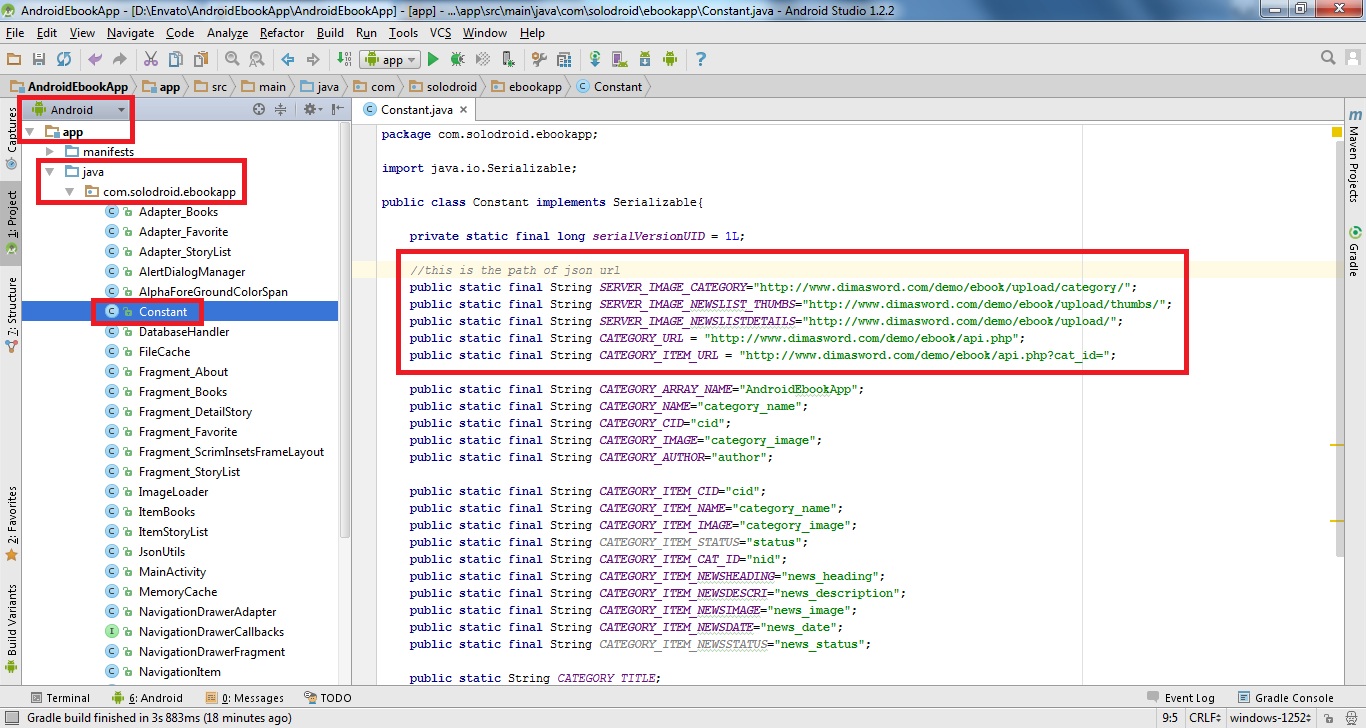 AndroidEbookApp - [D:\Envato\AndroidEbookApp\AndroidEbookApp] - [app] - ...\app\src\main\java\com\solodroid\ebookapp\Constant.java - Android Studio 1.2.2
File Edit View Navigate Code Analyze Refactor Build Run Tools VCS Window Help
app
AndroidEbookApp app src main java com solodroid ebookapp Constant
Captures
1: Project
7: Structure
2: Favorites
Build Variants
Android
app
manifests
java
com.solodroid.ebookapp
Adapter_Books
Adapter_Favorite
Adapter_StoryList
AlertDialogManager
AlphaForeGroundColorSpan
Constant
DatabaseHandler
FileCache
Fragment_About
Fragment_Books
Fragment_DetailStory
Fragment_Favorite
Fragment_ScrimInsetsFrameLayout
Fragment_StoryList
ImageLoader
ItemBooks
ItemStoryList
JsonUtils
MainActivity
MemoryCache
NavigationDrawerAdapter
NavigationDrawerCallbacks
NavigationDrawerFragment
NavigationItem
Constant.java
package com.solodroid.ebookapp;
import java.io.Serializable;
public class Constant implements Serializable{
private static final long serialVersionUID = 1L;
//this is the path of json url
public static final String SERVER_IMAGE_CATEGORY="http://www.dimasword.com/demo/ebook/upload/category/";
public static final String SERVER_IMAGE_NEWSLIST_THUMBS="http://www.dimasword.com/demo/ebook/upload/thumbs/";
public static final String SERVER_IMAGE_NEWSLISTDETAILS="http://www.dimasword.com/demo/ebook/upload/";
public static final String CATEGORY_URL = "http://www.dimasword.com/demo/ebook/api.php";
public static final String CATEGORY_ITEM_URL = "http://www.dimasword.com/demo/ebook/api.php?cat_id=";
public static final String CATEGORY_ARRAY_NAME="AndroidEbookApp";
public static final String CATEGORY_NAME="category_name";
public static final String CATEGORY_CID="cid";
public static final String CATEGORY_IMAGE="category_image";
public static final String CATEGORY_AUTHOR="author";
public static final String CATEGORY_ITEM_CID="cid";
public static final String CATEGORY_ITEM_NAME="category_name";
public static final String CATEGORY_ITEM_IMAGE="category_image";
public static final String CATEGORY_ITEM_STATUS="status";
public static final String CATEGORY_ITEM_CAT_ID="nid";
public static final String CATEGORY_ITEM_NEWSHEADING="news_heading";
public static final String CATEGORY_ITEM_NEWSDESCRI="news_description";
public static final String CATEGORY_ITEM_NEWSIMAGE="news_image";
public static final String CATEGORY_ITEM_NEWSDATE="news_date";
public static final String CATEGORY_ITEM_NEWSSTATUS="news_status";
public static String CATEGORY_TITLE;
Maven Projects
Gradle
Terminal 6: Android 0: Messages TODO Event Log Gradle Console
Gradle build finished in 3s 883ms (18 minutes ago) 9:5 CRLF windows-1252